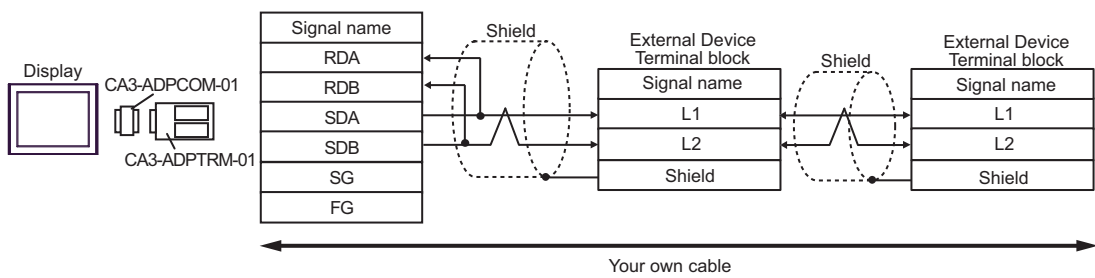 Display
CA3-ADPCOM-01
CA3-ADPTRM-01
Signal name
RDA
RDB
SDA
SDB
SG
FG
Shield
External Device
Terminal block
Signal name
L1
L2
Shield
Shield
External Device
Terminal block
Signal name
L1
L2
Shield
Your own cable